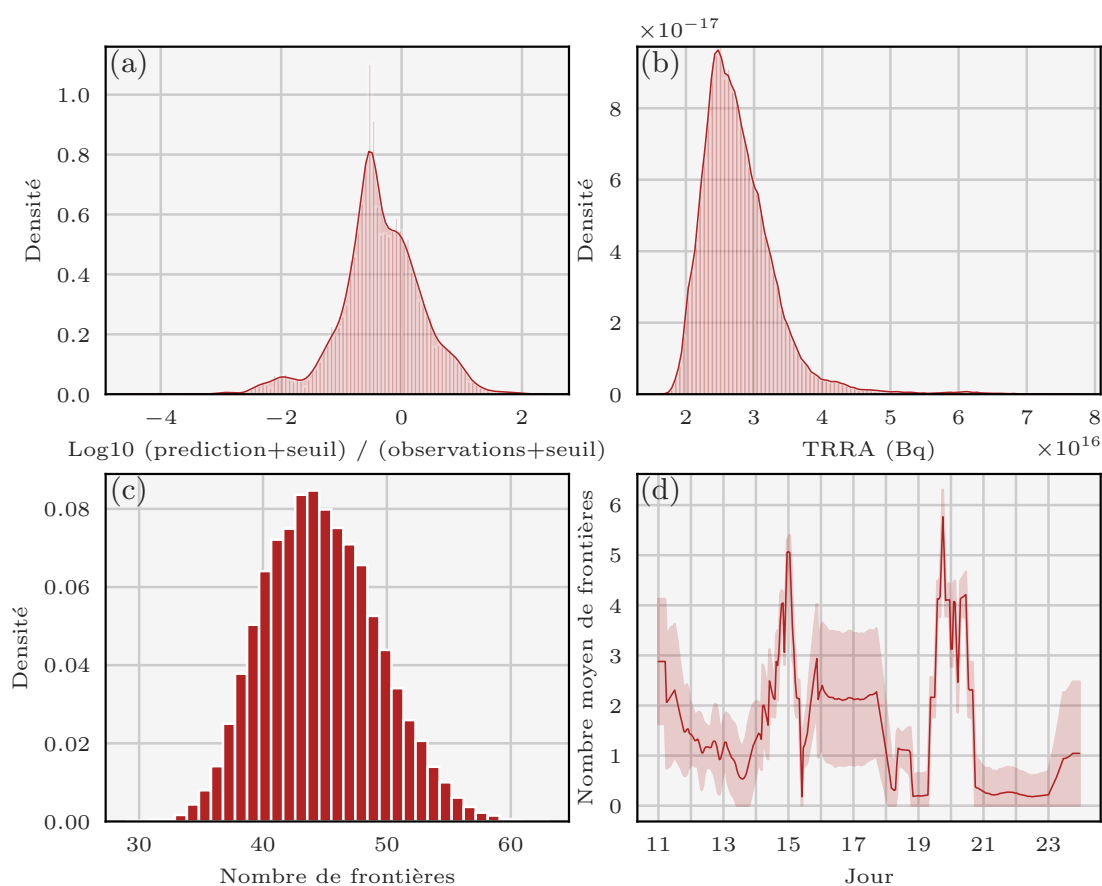 (a)
Densité
1.0
0.8
0.6
0.4
0.2
0.0
−4 −2 0 2
Log10 (prediction+seuil) / (observations+seuil)
×10−17
(b)
Densité
8
6
4
2
0
2 3 4 5 6 7 8
TRRA (Bq)
×1016
(c)
Densité
0.08
0.06
0.04
0.02
0.00
30 40 50 60
Nombre de frontières
(d)
Nombre moyen de frontières
6
5
4
3
2
1
0
11 13 15 17 19 21 23
Jour